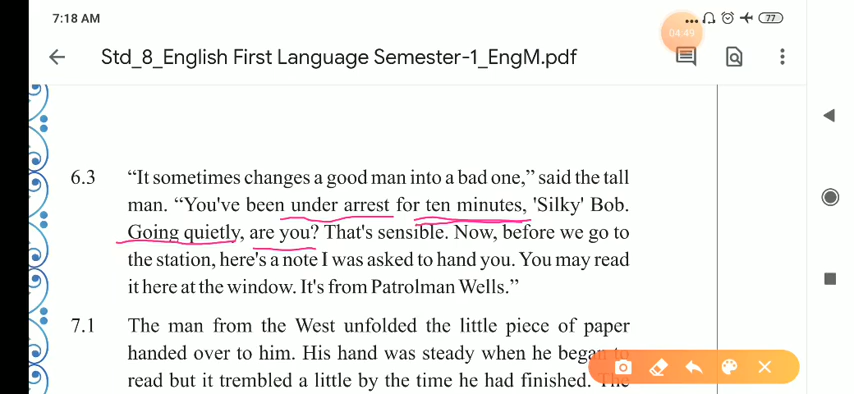 7:18 AM
77
04:49
Std_8_English First Language Semester-1_EngM.pdf
6.3 “It sometimes changes a good man into a bad one,” said the tall
man. “You've been under arrest for ten minutes, 'Silky' Bob.
Going quietly, are you? That's sensible. Now, before we go to
the station, here's a note I was asked to hand you. You may read
it here at the window. It's from Patrolman Wells.”
7.1 The man from the West unfolded the little piece of paper
handed over to him. His hand was steady when he began to
read but it trembled a little by the time he had finished. The